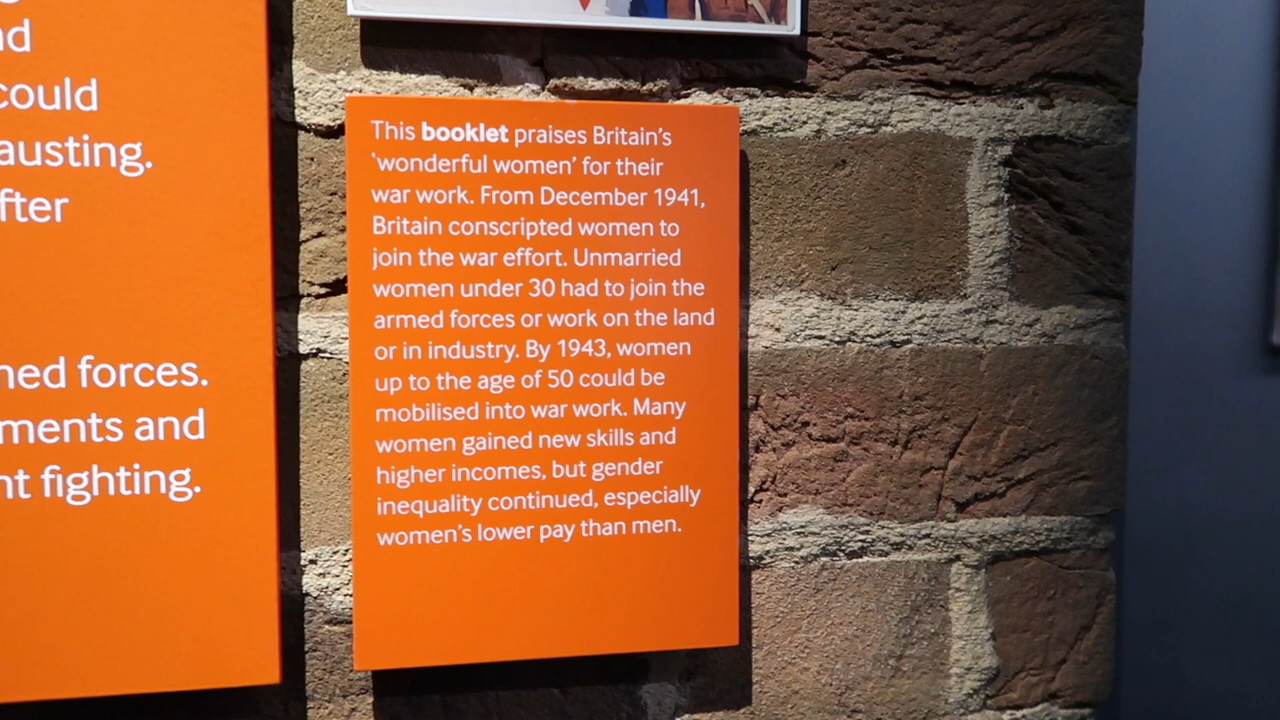 nd
could
austing.
fter
ned forces.
ments and
nt fighting.
This booklet praises Britain's
'wonderful women' for their
war work. From December 1941,
Britain conscripted women to
join the war effort. Unmarried
women under 30 had to join the
armed forces or work on the land
or in industry. By 1943, women
up to the age of 50 could be
mobilised into war work. Many
women gained new skills and
higher incomes, but gender
inequality continued, especially
women's lower pay than men.